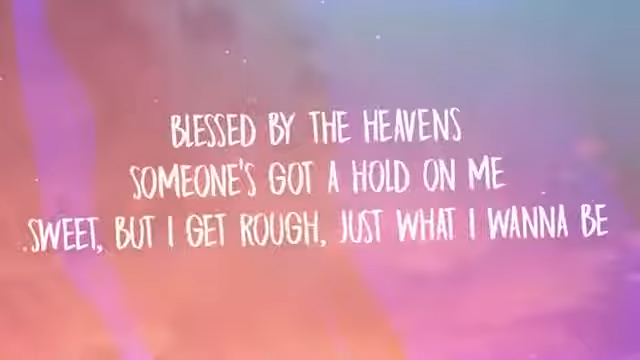 BLESSED BY THE HEAVENS
SOMEONE'S GOT A HOLD ON ME
SWEET, BUT I GET ROUGH, JUST WHAT I WANNA BE